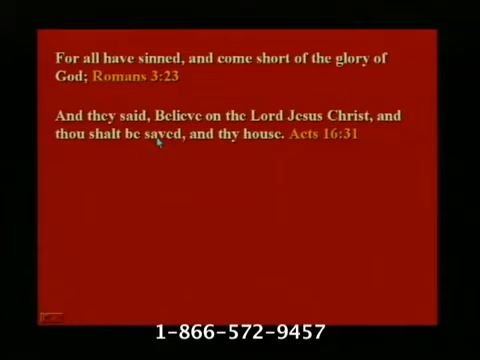 For all have sinned, and come short of the glory of
God; Romans 3:23
And they said, Believe on the Lord Jesus Christ, and
thou shalt be saved, and thy house. Acts 16:31
1-866-572-9457